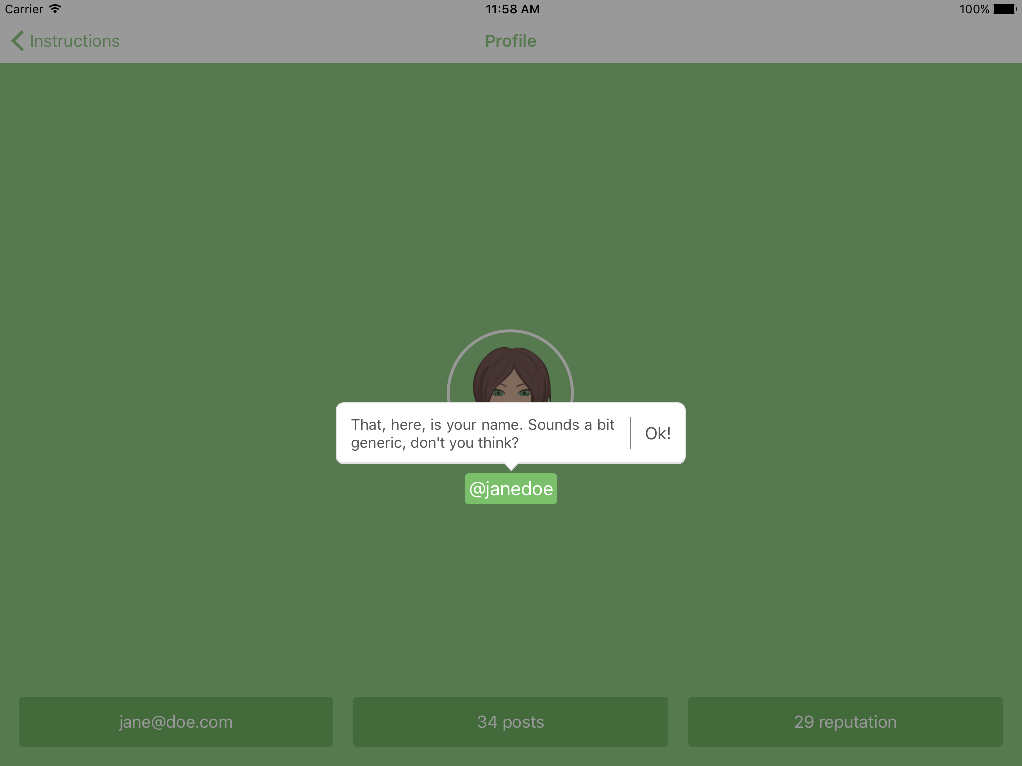 Carrier
11:58 AM
100%
Instructions
Profile
That, here, is your name. Sounds a bit
generic, don't you think?
Ok!
@janedoe
jane@doe.com
34 posts
29 reputation